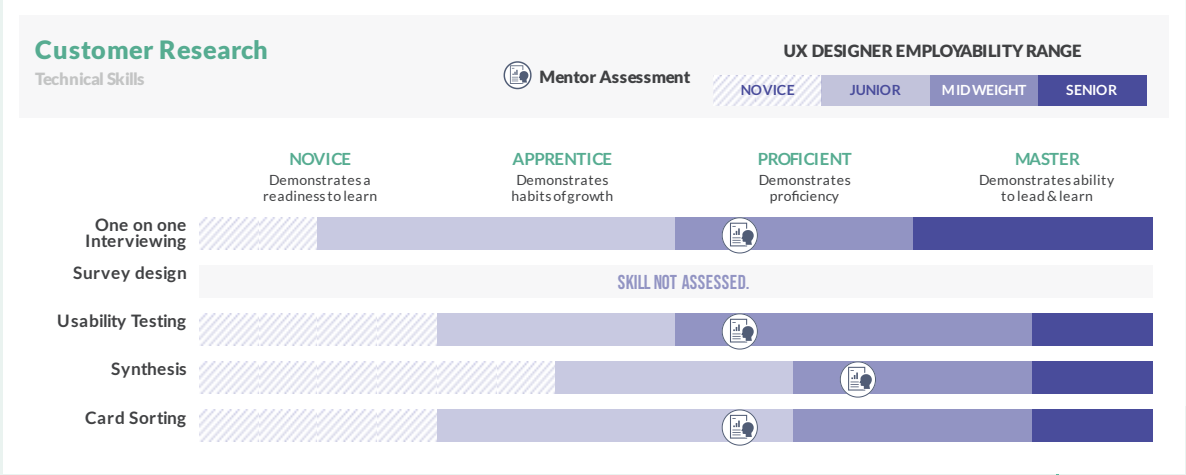 Customer Research
Technical Skills
Mentor Assessment
UX DESIGNER EMPLOYABILITY RANGE
NOVICE
JUNIOR
MIDWEIGHT
SENIOR
NOVICE
Demonstrates a
readiness to learn
APPRENTICE
Demonstrates
habits of growth
PROFICIENT
Demonstrates
proficiency
MASTER
Demonstrates ability
to lead & learn
One on one
Interviewing
Survey design
SKILL NOT ASSESSED.
Usability Testing
Synthesis
Card Sorting